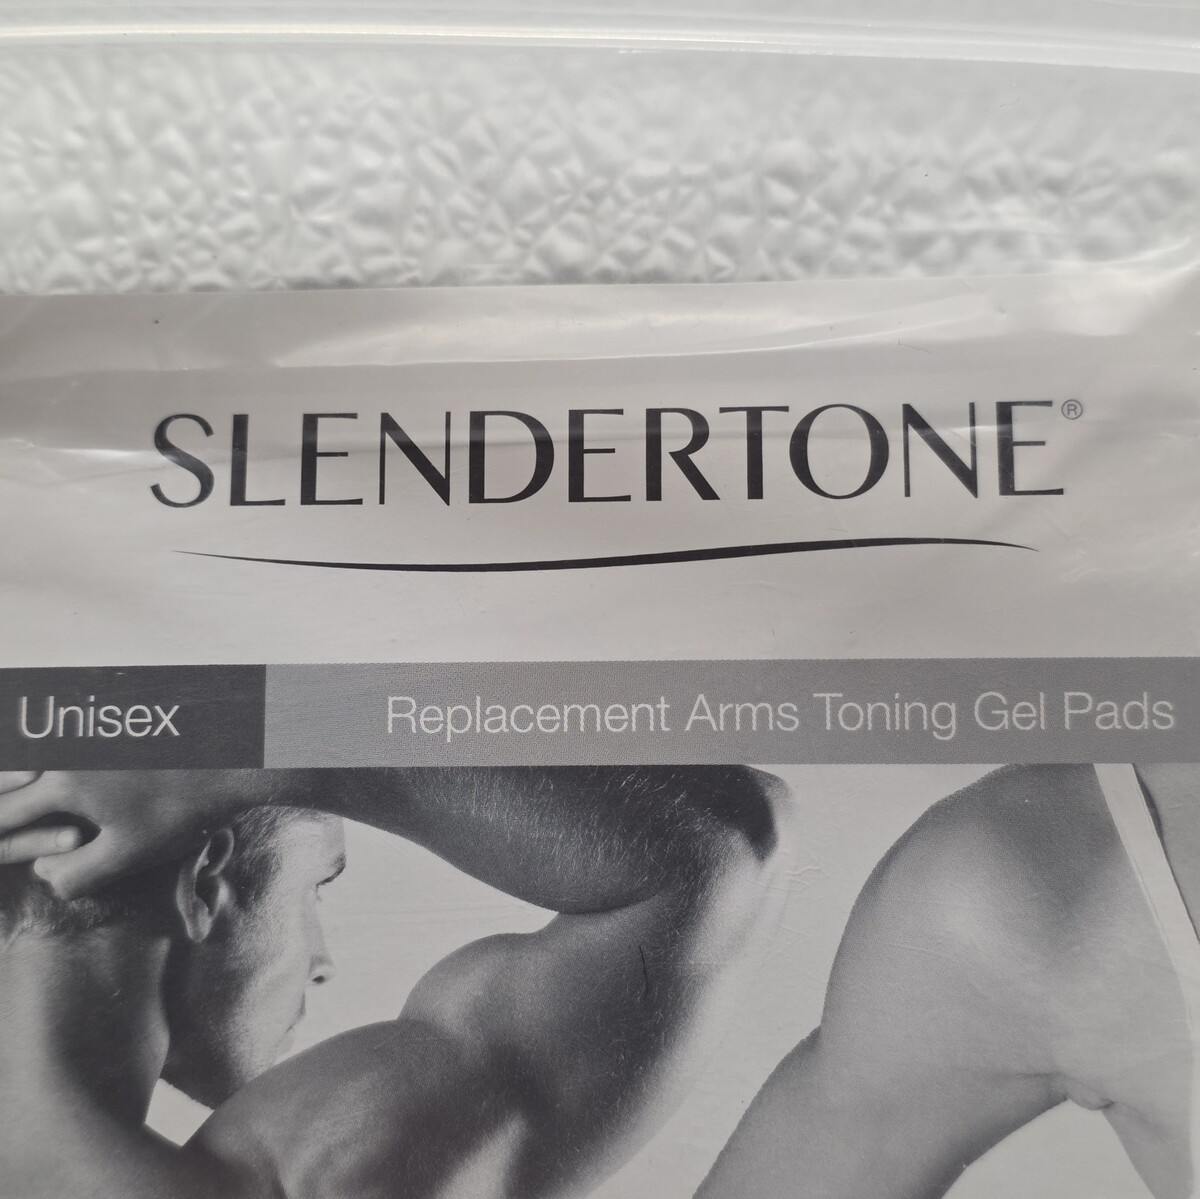 SLENDERTONE®
Unisex
Replacement Arms Toning Gel Pads